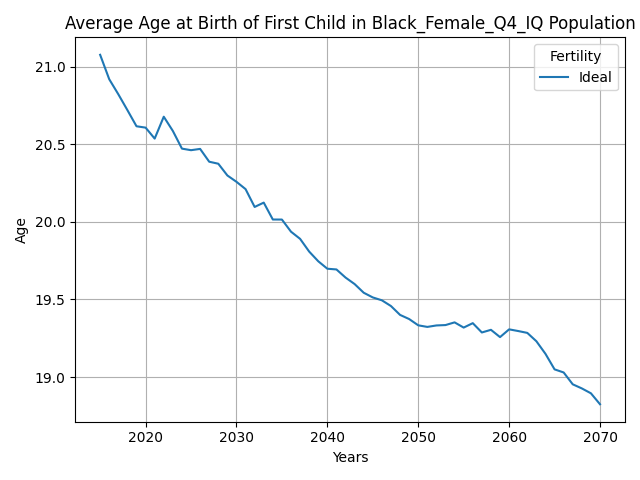 Average Age at Birth of First Child in Black_Female_Q4_IQ Population
Fertility
Ideal
21.0
20.5
20.0
19.5
19.0
Age
2020 2030 2040 2050 2060 2070
Years